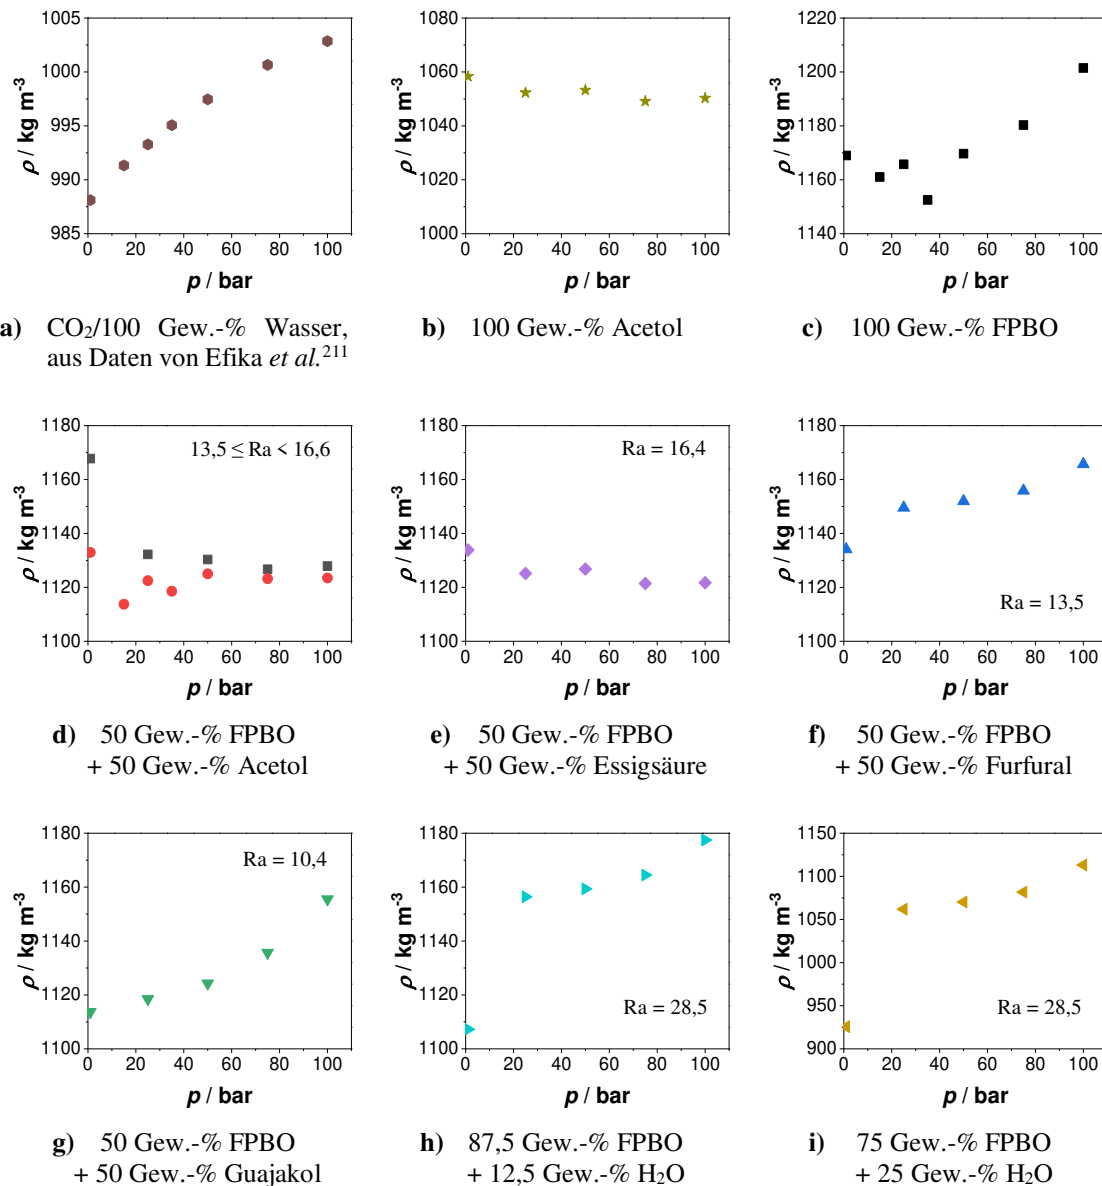 1005
1000
995
990
985
0 20 40 60 80 100
ρ / kg m⁻³
p / bar
a) CO₂/100 Gew.-% Wasser,
aus Daten von Efika et al.²¹¹
1080
1060
1040
1020
1000
0 20 40 60 80 100
ρ / kg m⁻³
p / bar
b) 100 Gew.-% Acetol
1220
1200
1180
1160
1140
0 20 40 60 80 100
ρ / kg m⁻³
p / bar
c) 100 Gew.-% FPBO
1180
1160
1140
1120
1100
0 20 40 60 80 100
ρ / kg m⁻³
p / bar
13,5 ≤ Ra < 16,6
d) 50 Gew.-% FPBO
+ 50 Gew.-% Acetol
1180
1160
1140
1120
1100
0 20 40 60 80 100
ρ / kg m⁻³
p / bar
Ra = 16,4
e) 50 Gew.-% FPBO
+ 50 Gew.-% Essigsäure
1180
1160
1140
1120
1100
0 20 40 60 80 100
ρ / kg m⁻³
p / bar
Ra = 13,5
f) 50 Gew.-% FPBO
+ 50 Gew.-% Furfural
1180
1160
1140
1120
1100
0 20 40 60 80 100
ρ / kg m⁻³
p / bar
Ra = 10,4
g) 50 Gew.-% FPBO
+ 50 Gew.-% Guajakol
1180
1160
1140
1120
1100
0 20 40 60 80 100
ρ / kg m⁻³
p / bar
Ra = 28,5
h) 87,5 Gew.-% FPBO
+ 12,5 Gew.-% H₂O
1150
1100
1050
1000
950
900
0 20 40 60 80 100
ρ / kg m⁻³
p / bar
Ra = 28,5
i) 75 Gew.-% FPBO
+ 25 Gew.-% H₂O